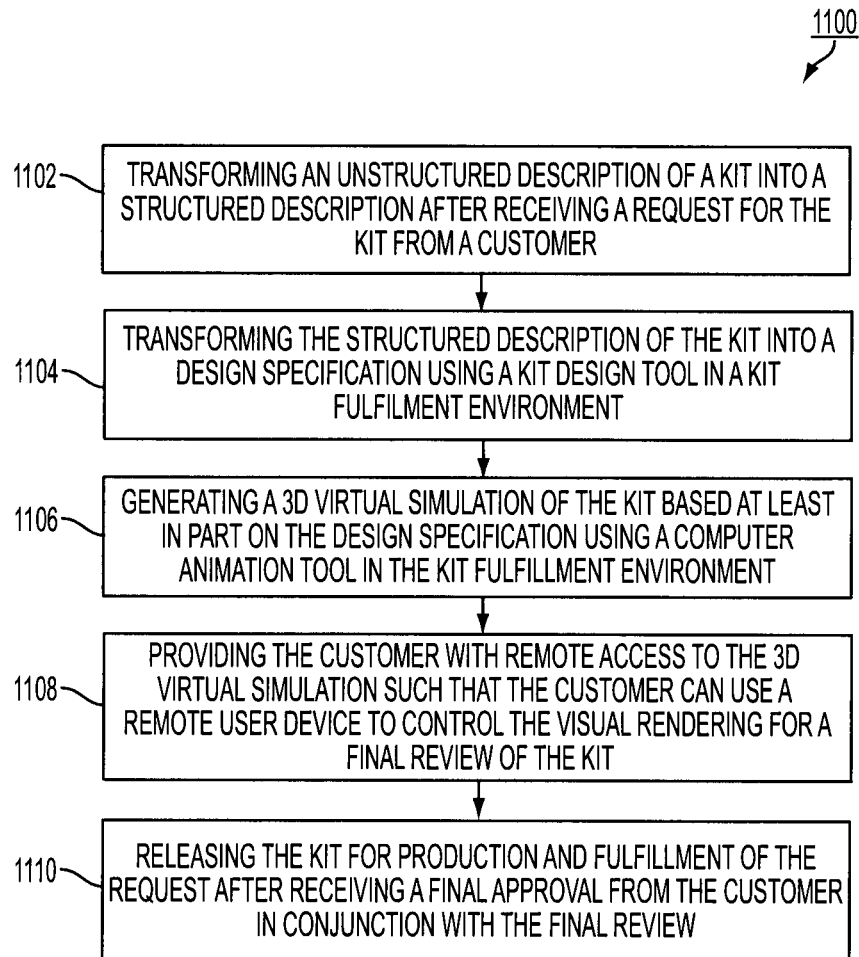 1100
1102
TRANSFORMING AN UNSTRUCTURED DESCRIPTION OF A KIT INTO A
STRUCTURED DESCRIPTION AFTER RECEIVING A REQUEST FOR THE
KIT FROM A CUSTOMER
1104
TRANSFORMING THE STRUCTURED DESCRIPTION OF THE KIT INTO A
DESIGN SPECIFICATION USING A KIT DESIGN TOOL IN A KIT
FULFILMENT ENVIRONMENT
1106
GENERATING A 3D VIRTUAL SIMULATION OF THE KIT BASED AT LEAST
IN PART ON THE DESIGN SPECIFICATION USING A COMPUTER
ANIMATION TOOL IN THE KIT FULFILLMENT ENVIRONMENT
1108
PROVIDING THE CUSTOMER WITH REMOTE ACCESS TO THE 3D
VIRTUAL SIMULATION SUCH THAT THE CUSTOMER CAN USE A
REMOTE USER DEVICE TO CONTROL THE VISUAL RENDERING FOR A
FINAL REVIEW OF THE KIT
1110
RELEASING THE KIT FOR PRODUCTION AND FULFILLMENT OF THE
REQUEST AFTER RECEIVING A FINAL APPROVAL FROM THE CUSTOMER
IN CONJUNCTION WITH THE FINAL REVIEW